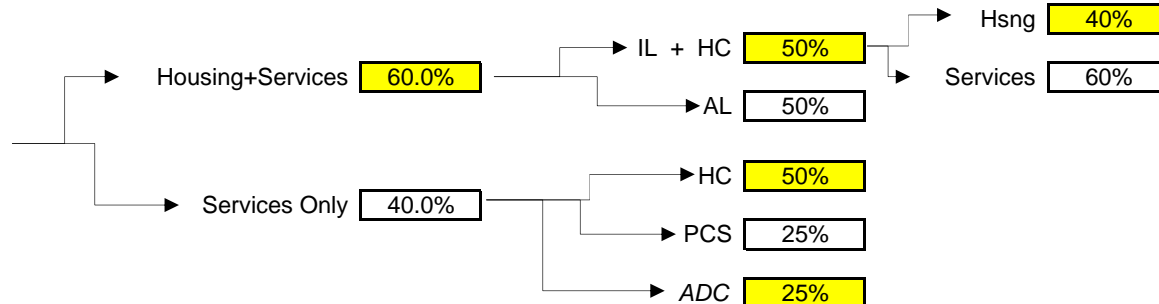 Hsng 40%
IL + HC 50%
Housing+Services 60.0%
Services 60%
AL 50%
HC 50%
Services Only 40.0%
PCS 25%
ADC 25%